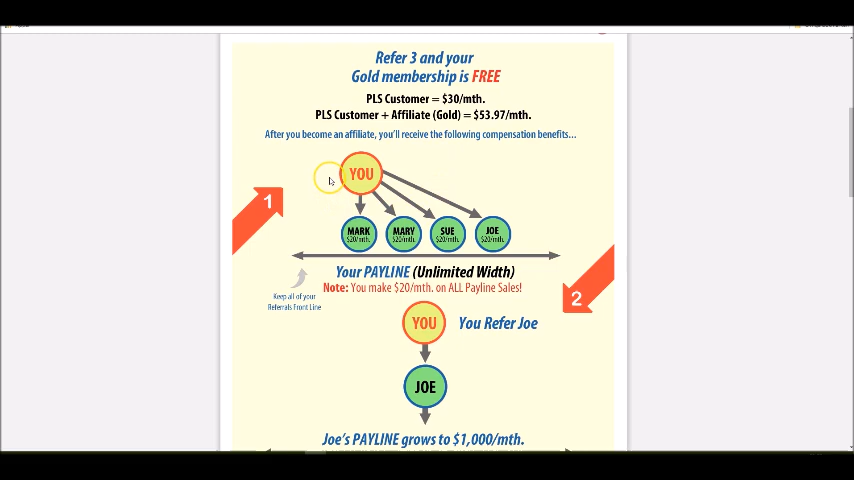 Refer 3 and your
Gold membership is FREE
PLS Customer = $30/mth.
PLS Customer + Affiliate (Gold) = $53.97/mth.
After you become an affiliate, you'll receive the following compensation benefits...
YOU
1
MARK
$20/mth.
MARY
$20/mth.
SUE
$20/mth.
JOE
$20/mth.
Your PAYLINE (Unlimited Width)
Note: You make $20/mth. on ALL Payline Sales!
Keep all of your
Referrals Front Line
2
YOU
You Refer Joe
JOE
Joe's PAYLINE grows to $1,000/mth.